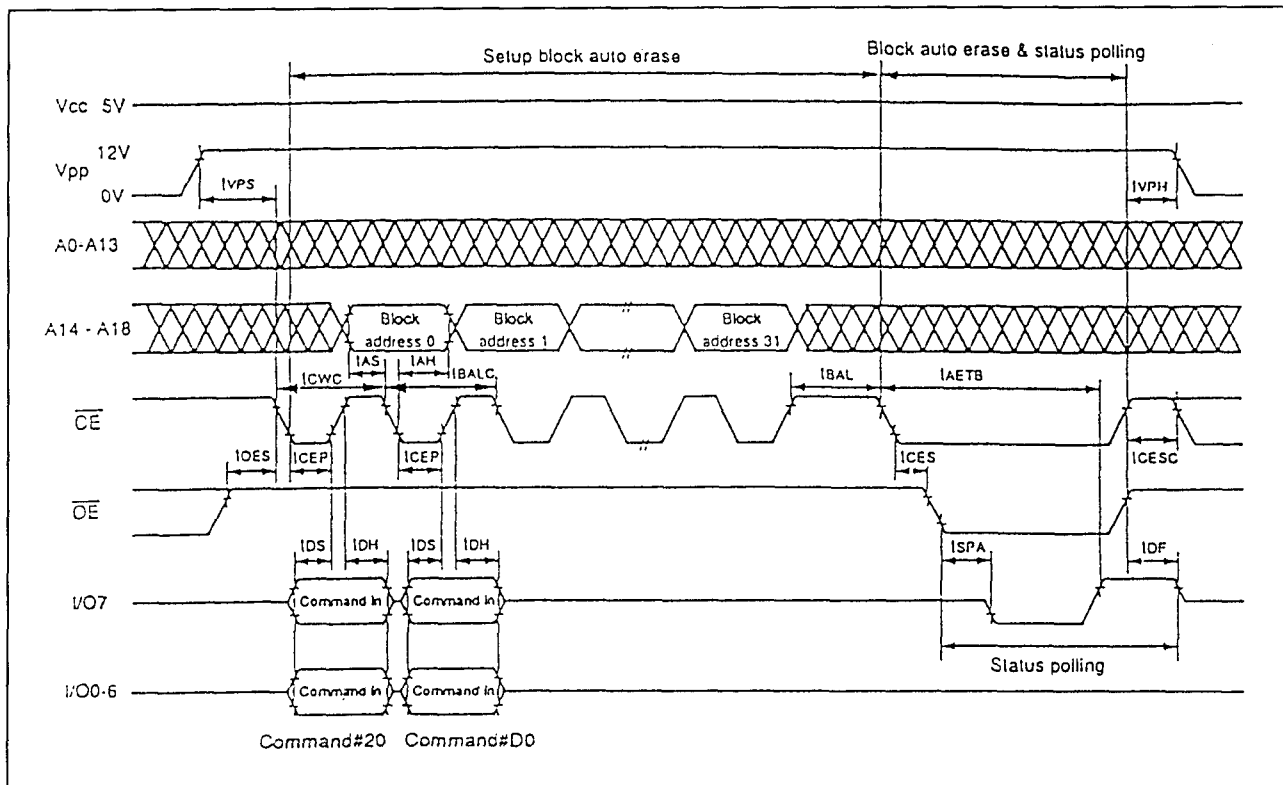 Setup block auto erase
Block auto erase & status polling
Vcc 5V
12V
Vpp
0V
tVPS
tVPH
A0-A13
A14 - A18
Block address 0
Block address 1
Block address 31
tAS
tAH
tCWC
tBALC
tBAL
tAETB
CE
tOES
tCEP
tCEP
tCES
tCESC
OE
tDS
tDH
tDS
tDH
tSPA
tDF
I/O7
Command in
Command in
Status polling
I/O0-6
Command in
Command in
Command#20
Command#D0